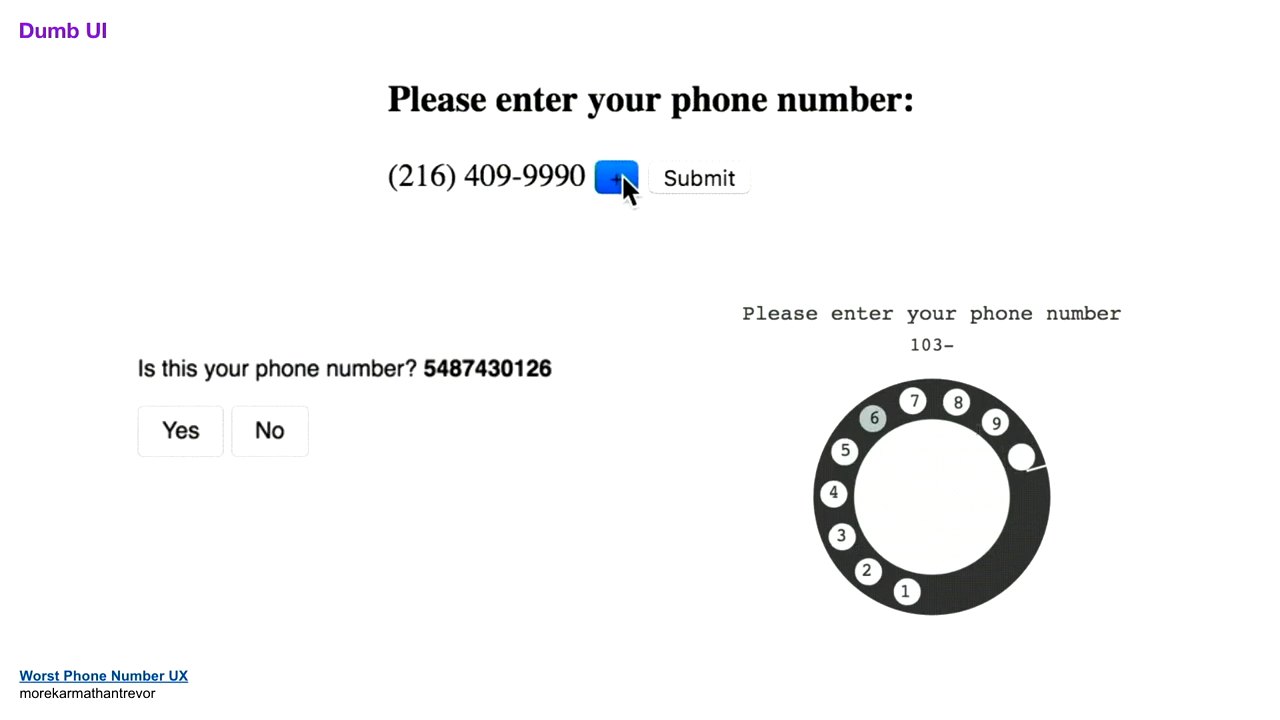 Dumb UI
Please enter your phone number:
(216) 409-9990 + Submit
Please enter your phone number
103-
Is this your phone number? 5487430126
Yes No
7 8
6 9
5
4
3
2
1
Worst Phone Number UX
morekarmathantrevor